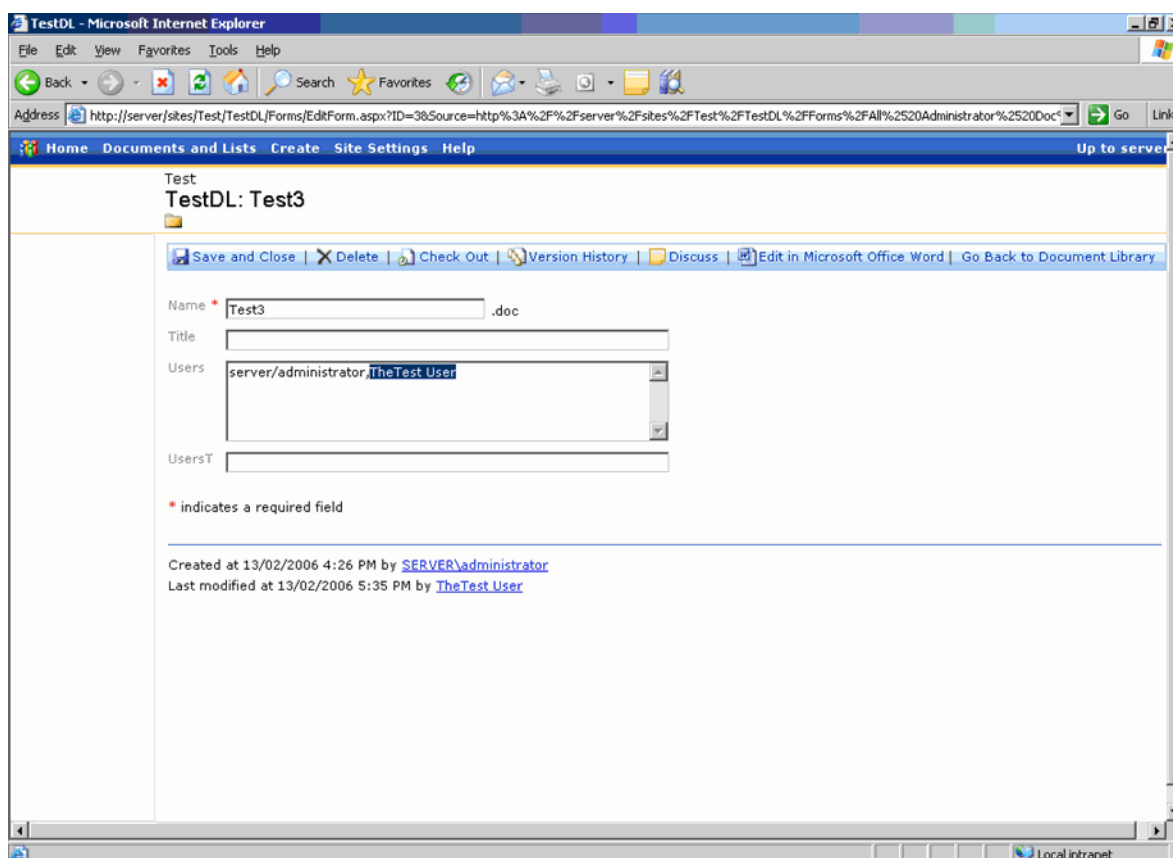 TestDL - Microsoft Internet Explorer
File Edit View Favorites Tools Help
Back Search Favorites
Address http://server/sites/Test/TestDL/Forms/EditForm.aspx?ID=3&Source=http%3A%2F%2Fserver%2Fsites%2FTest%2FTestDL%2FForms%2FAll%2520Administrator%2520Doc Go Link
Home Documents and Lists Create Site Settings Help Up to server
Test
TestDL: Test3
Save and Close | Delete | Check Out | Version History | Discuss | Edit in Microsoft Office Word | Go Back to Document Library
Name * Test3 .doc
Title
Users server/administrator,TheTest User
UsersT
* indicates a required field
Created at 13/02/2006 4:26 PM by SERVER\administrator
Last modified at 13/02/2006 5:35 PM by TheTest User
Local intranet